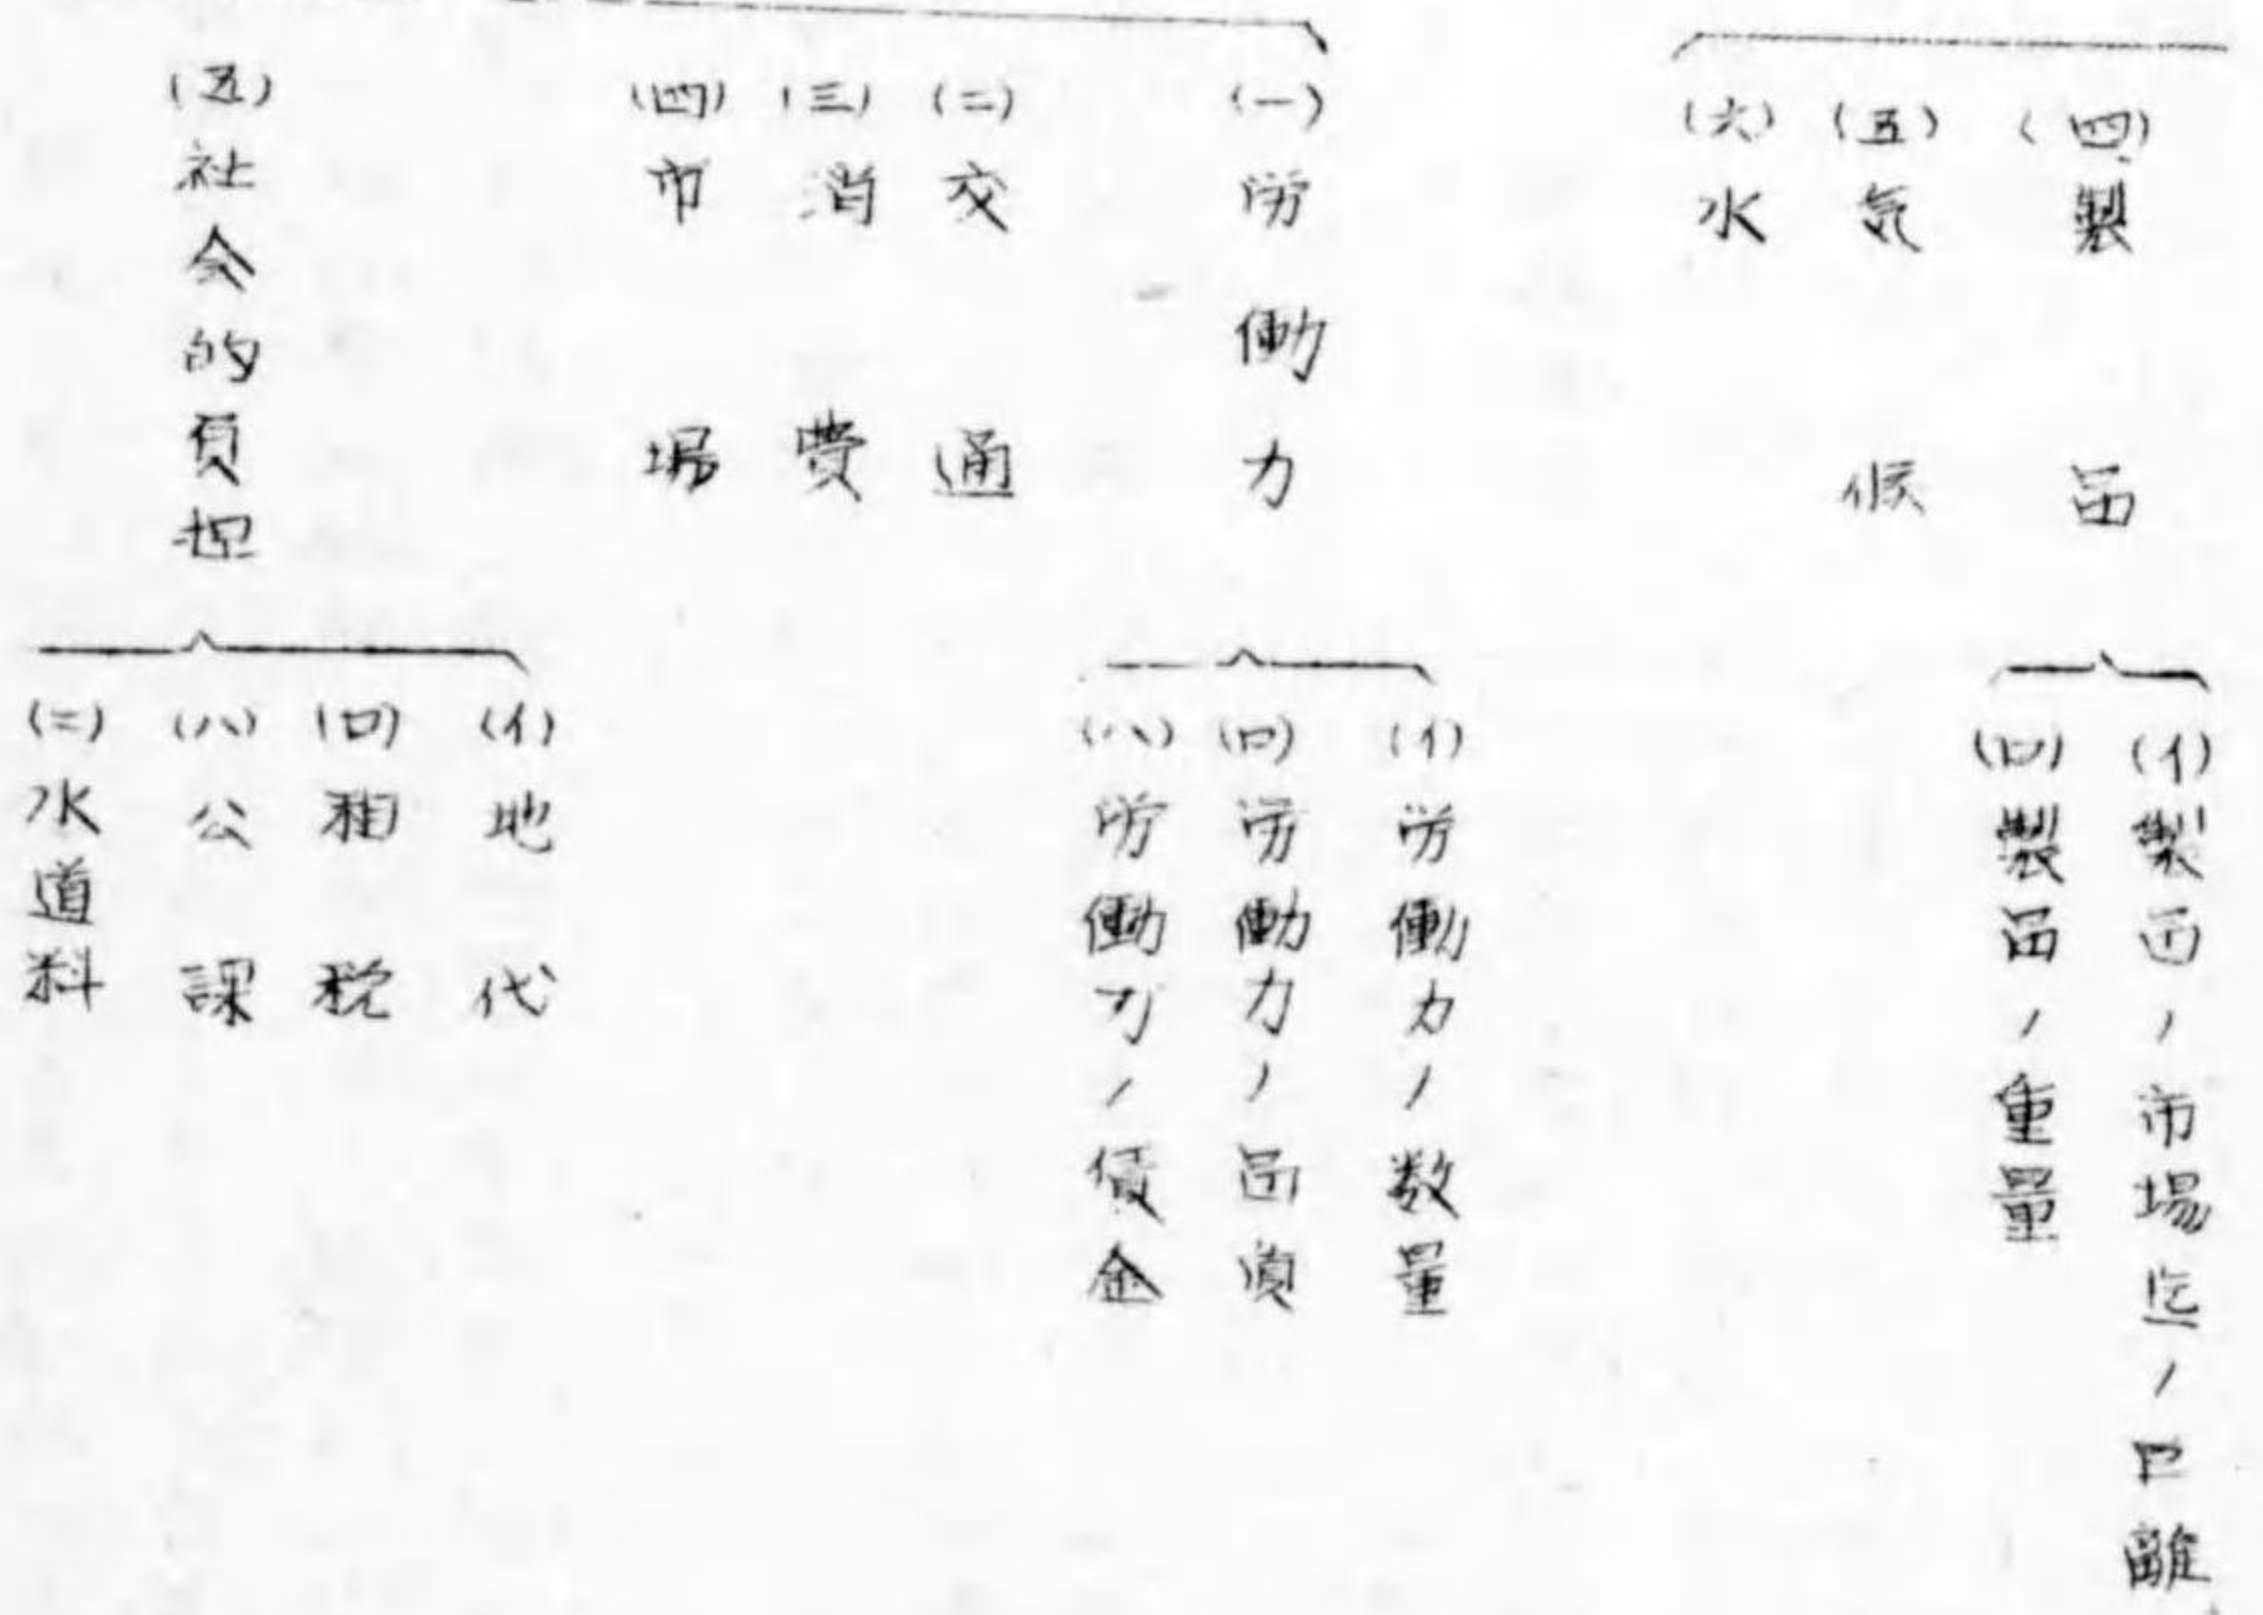 (四)製品
(イ)製品ノ市場迄ノ距離
(ロ)製品ノ重量
(五)気候
(六)水
(一)労働力
(イ)労働力ノ数量
(ロ)労働力ノ品質
(ハ)労働力ノ賃金
(二)交通
(三)消費
(四)市場
(五)社会的負担
(イ)地代
(ロ)租税
(ハ)公課
(ニ)水道料